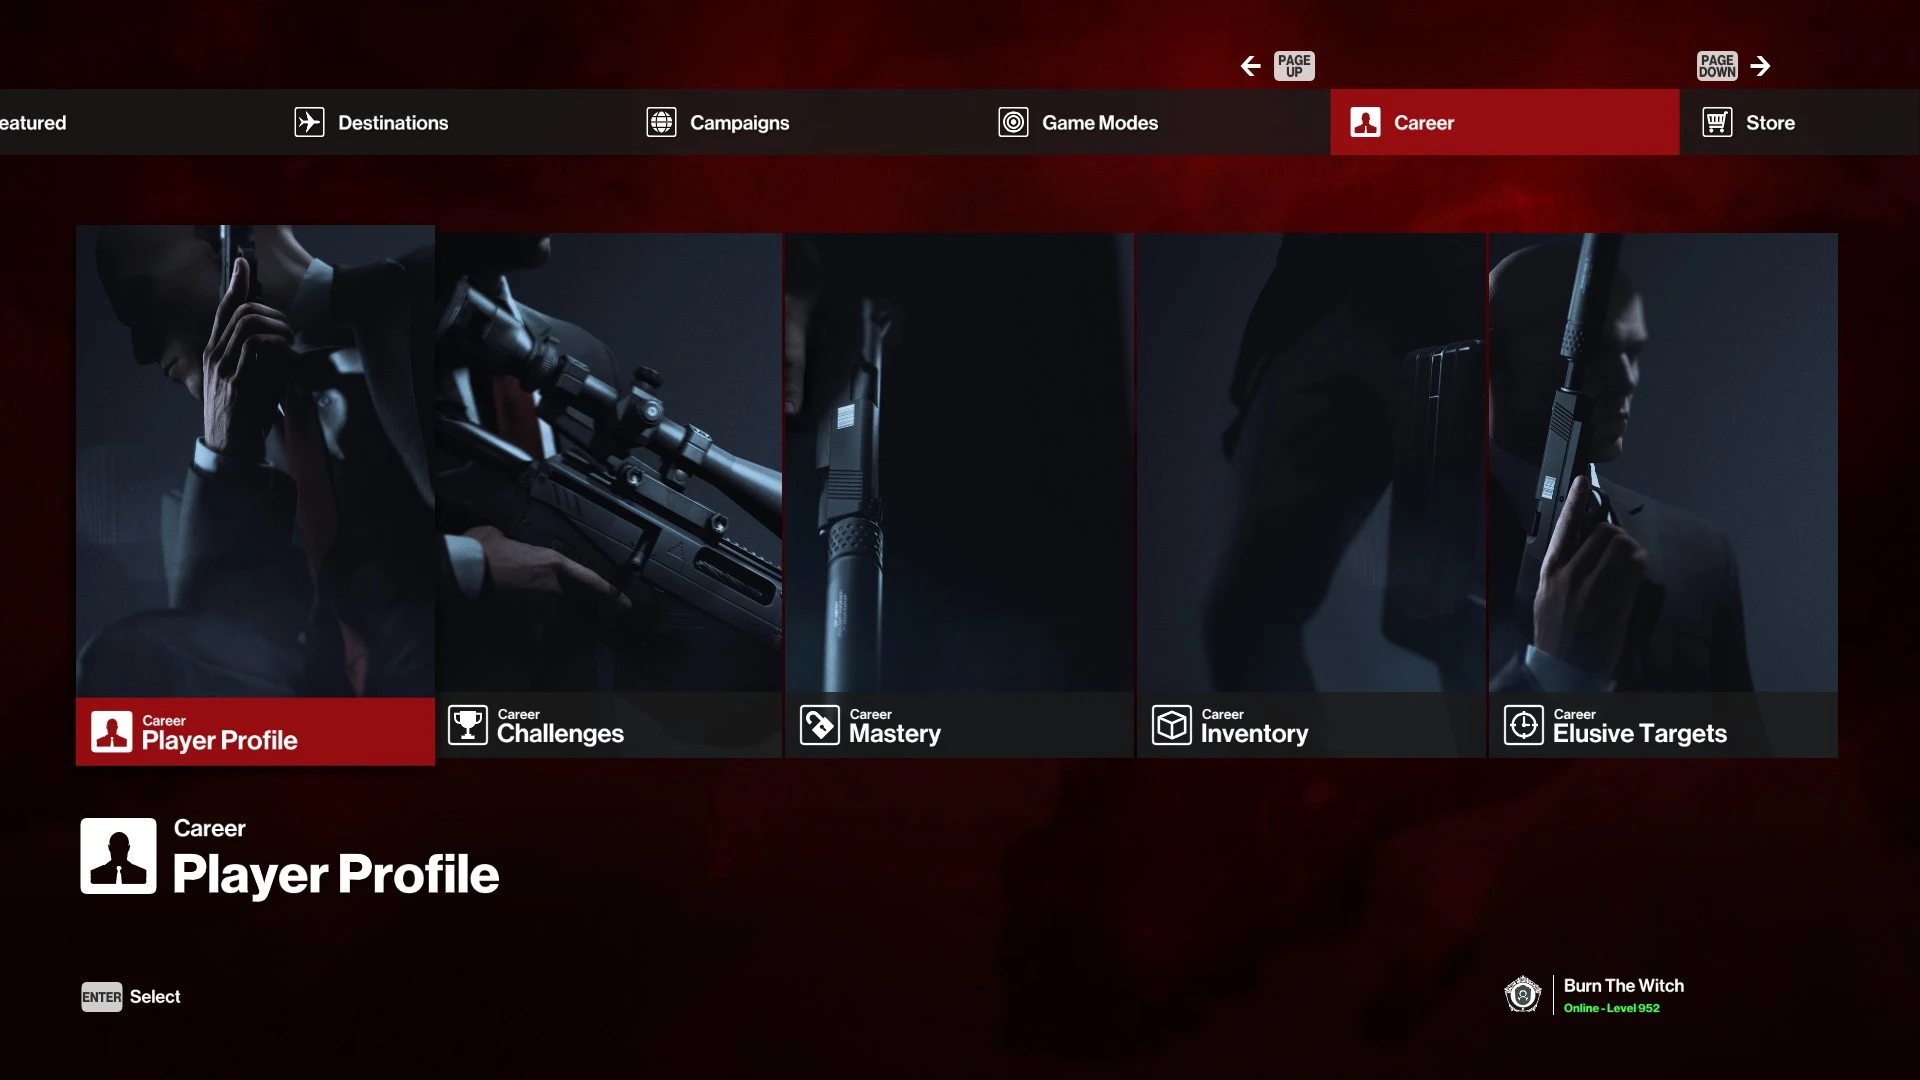 PAGE UP
PAGE DOWN
eatured
Destinations
Campaigns
Game Modes
Career
Store
Career
Player Profile
Career
Challenges
Career
Mastery
Career
Inventory
Career
Elusive Targets
Career
Player Profile
ENTER Select
Burn The Witch
Online - Level 952